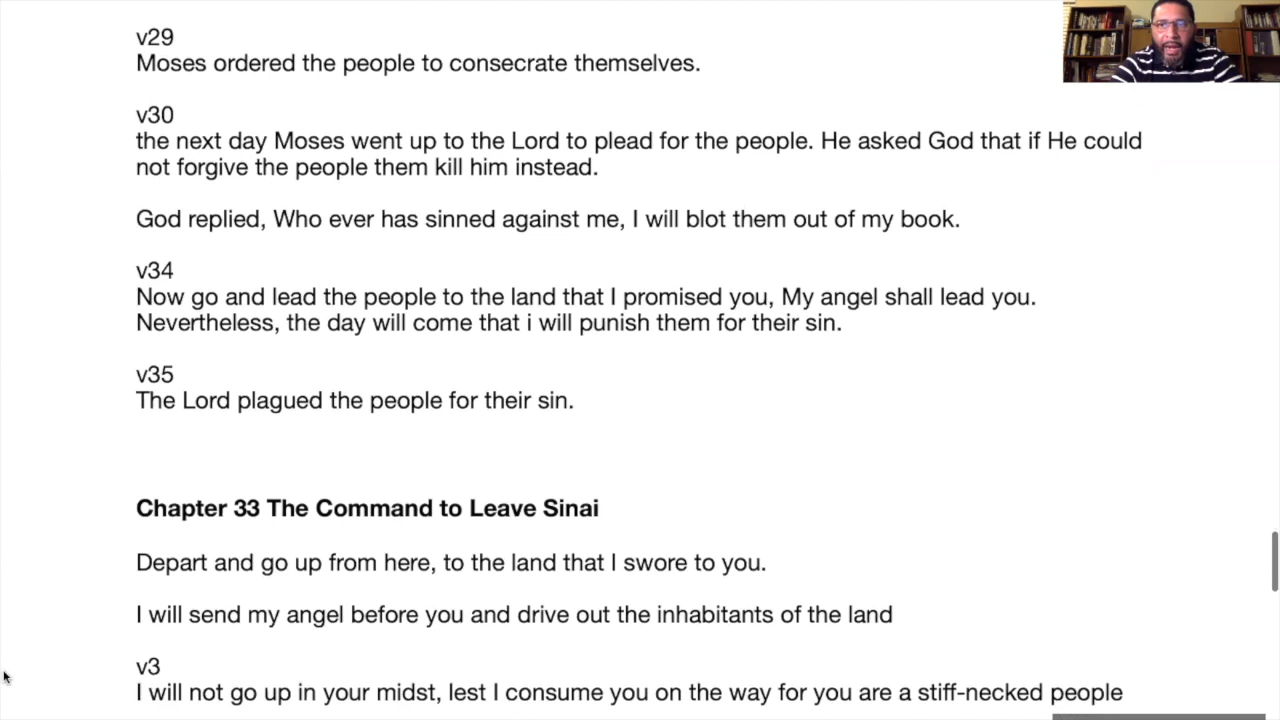 v29
Moses ordered the people to consecrate themselves.
v30
the next day Moses went up to the Lord to plead for the people. He asked God that if He could
not forgive the people them kill him instead.
God replied, Who ever has sinned against me, I will blot them out of my book.
v34
Now go and lead the people to the land that I promised you, My angel shall lead you.
Nevertheless, the day will come that i will punish them for their sin.
v35
The Lord plagued the people for their sin.
Chapter 33 The Command to Leave Sinai
Depart and go up from here, to the land that I swore to you.
I will send my angel before you and drive out the inhabitants of the land
v3
I will not go up in your midst, lest I consume you on the way for you are a stiff-necked people